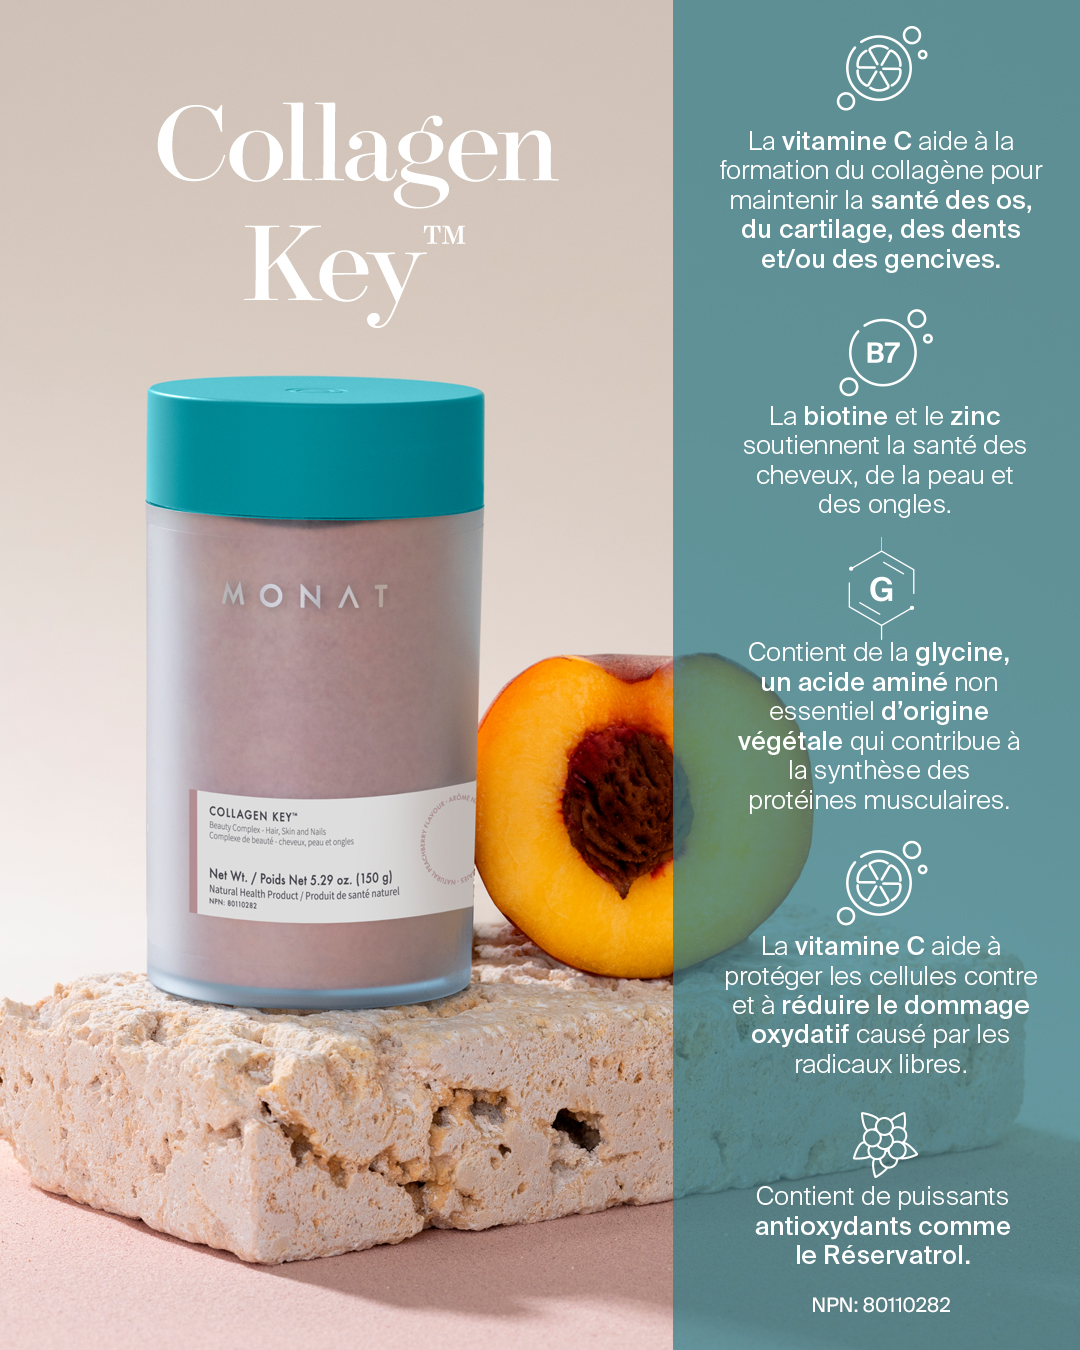 Collagen
Key™
MONAT
COLLAGEN KEY™
Beauty Complex - Hair, Skin and Nails
Complexe de beauté - cheveux, peau et ongles
Net Wt. / Poids Net 5.29 oz. (150 g)
Natural Health Product / Produit de santé naturel
NPN: 80110282
NATURAL PEACHBERRY FLAVOUR - ARÔME
La vitamine C aide à la
formation du collagène pour
maintenir la santé des os,
du cartilage, des dents
et/ou des gencives.
B7
La biotine et le zinc
soutiennent la santé des
cheveux, de la peau et
des ongles.
G
Contient de la glycine,
un acide aminé non
essentiel d’origine
végétale qui contribue à
la synthèse des
protéines musculaires.
La vitamine C aide à
protéger les cellules contre
et à réduire le dommage
oxydatif causé par les
radicaux libres.
Contient de puissants
antioxydants comme
le Réservatrol.
NPN: 80110282